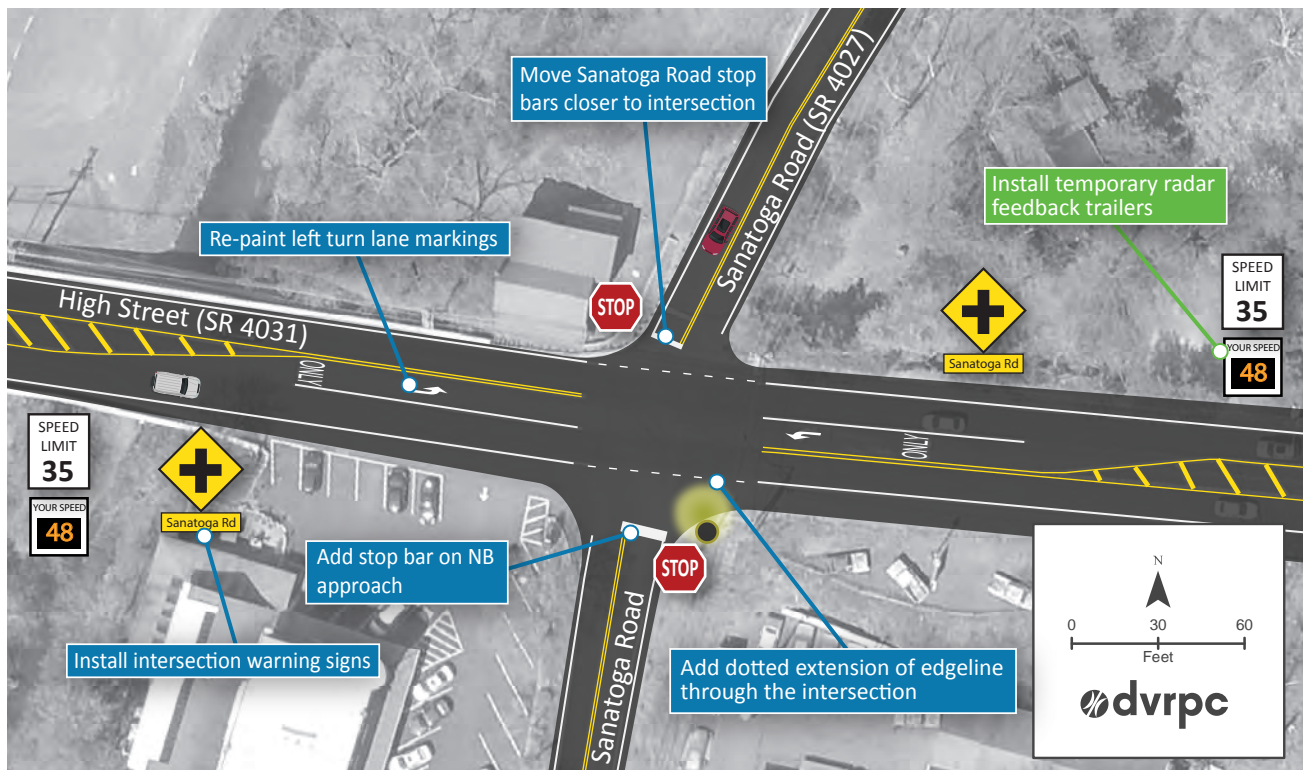 Move Sanatoga Road stop
bars closer to intersection
Sanatoga Road (SR 4027)
Install temporary radar
feedback trailers
Re-paint left turn lane markings
SPEED
LIMIT
35
YOUR SPEED
48
Sanatoga Rd
STOP
High Street (SR 4031)
ONLY
ONLY
SPEED
LIMIT
35
YOUR SPEED
48
Sanatoga Rd
Add stop bar on NB
approach
STOP
Install intersection warning signs
Sanatoga Road
Add dotted extension of edgeline
through the intersection
N
0 30 60
Feet
dvrpc